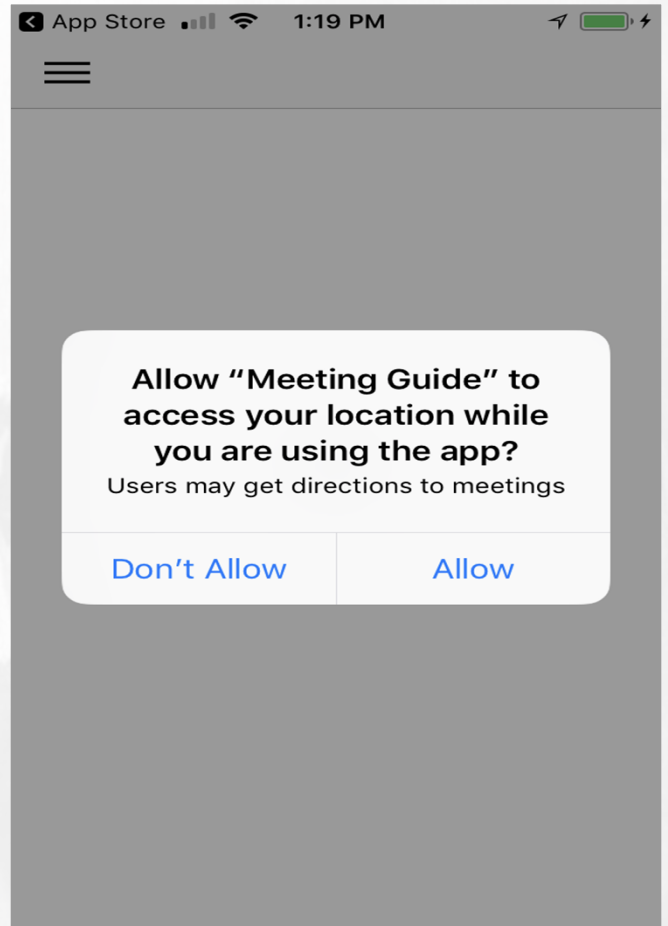 App Store 1:19 PM
Allow “Meeting Guide” to
access your location while
you are using the app?
Users may get directions to meetings
Don’t Allow Allow